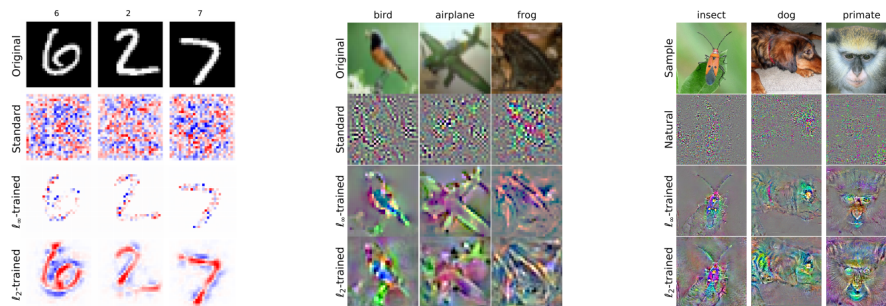 6 2 7
Original
Standard
ℓ∞-trained
ℓ2-trained
bird airplane frog
Original
Standard
ℓ∞-trained
ℓ2-trained
insect dog primate
Sample
Natural
ℓ∞-trained
ℓ2-trained